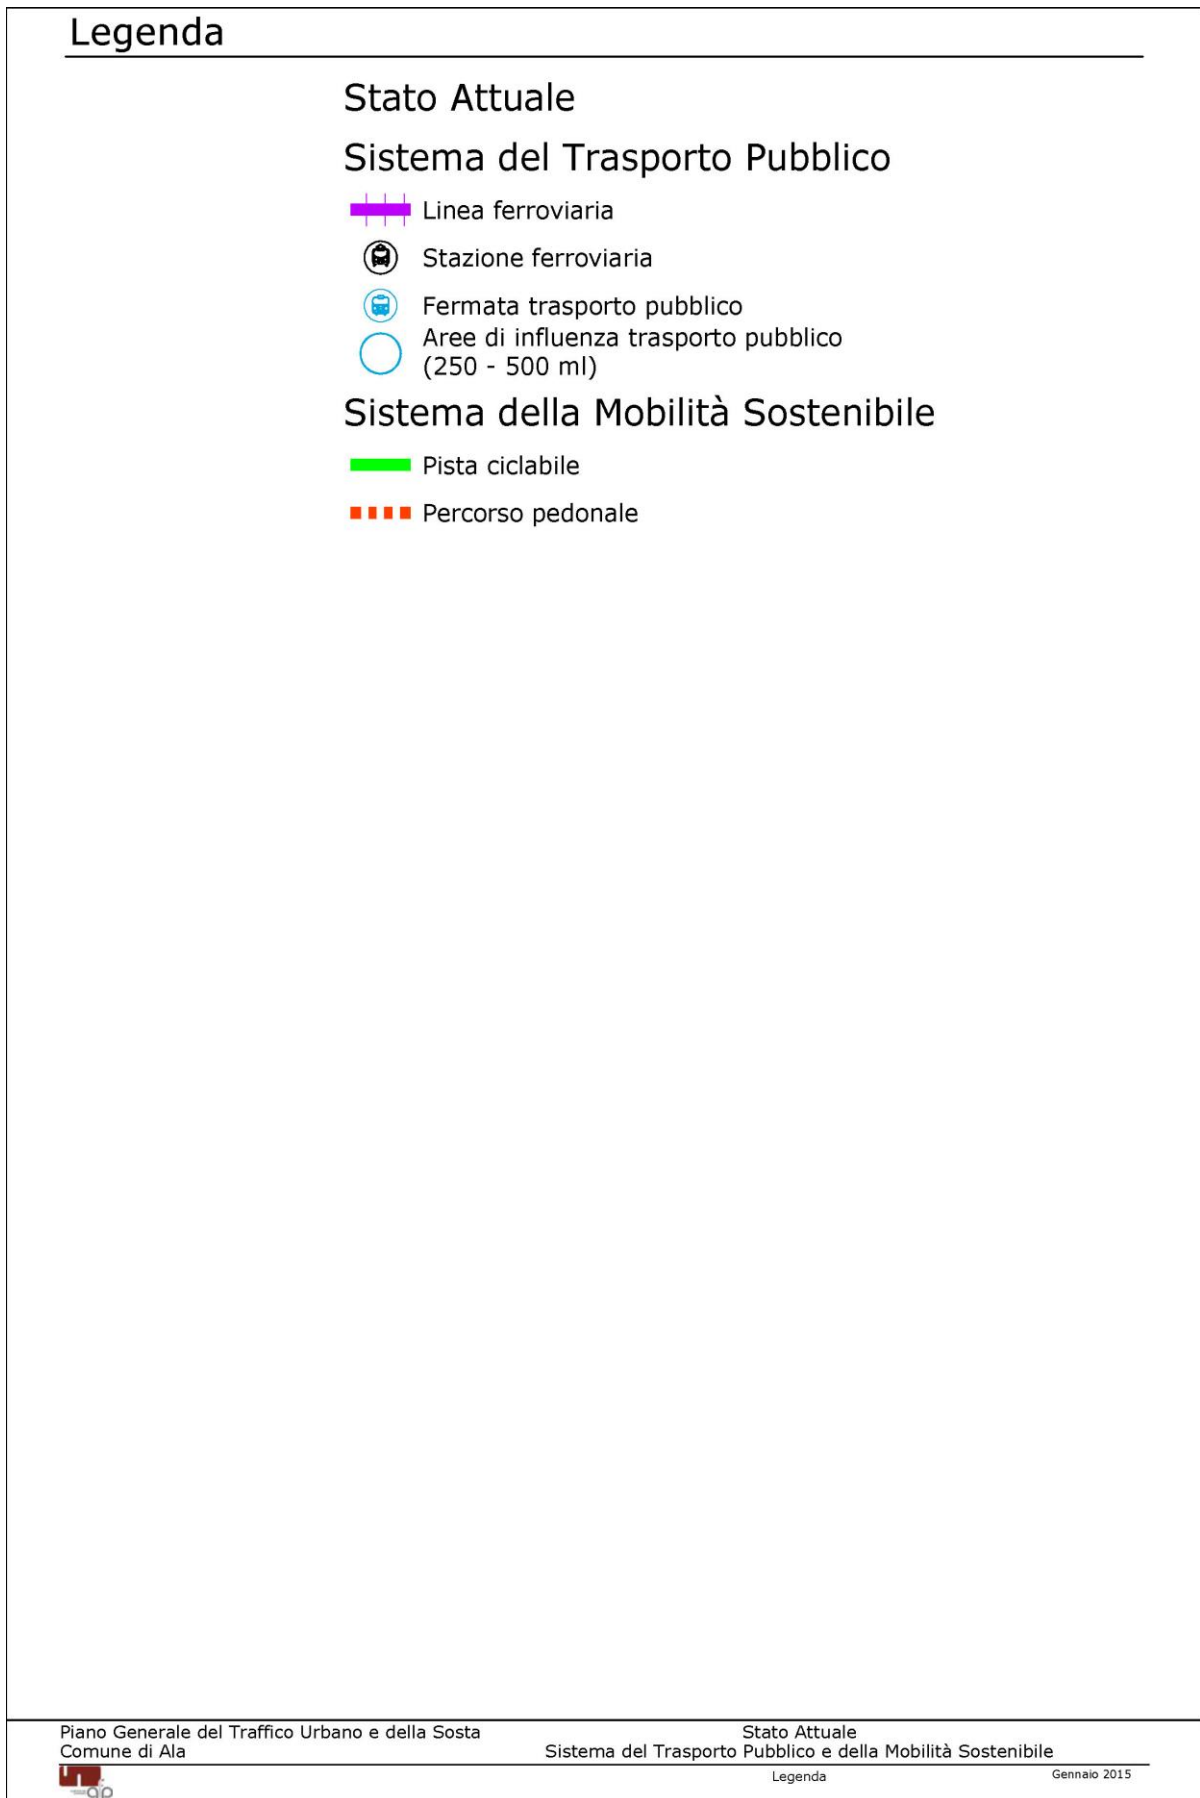 Legenda
Stato Attuale
Sistema del Trasporto Pubblico
Linea ferroviaria
Stazione ferroviaria
Fermata trasporto pubblico
Aree di influenza trasporto pubblico
(250 - 500 ml)
Sistema della Mobilità Sostenibile
Pista ciclabile
Percorso pedonale
Piano Generale del Traffico Urbano e della Sosta
Comune di Ala
Stato Attuale
Sistema del Trasporto Pubblico e della Mobilità Sostenibile
Legenda
Gennaio 2015